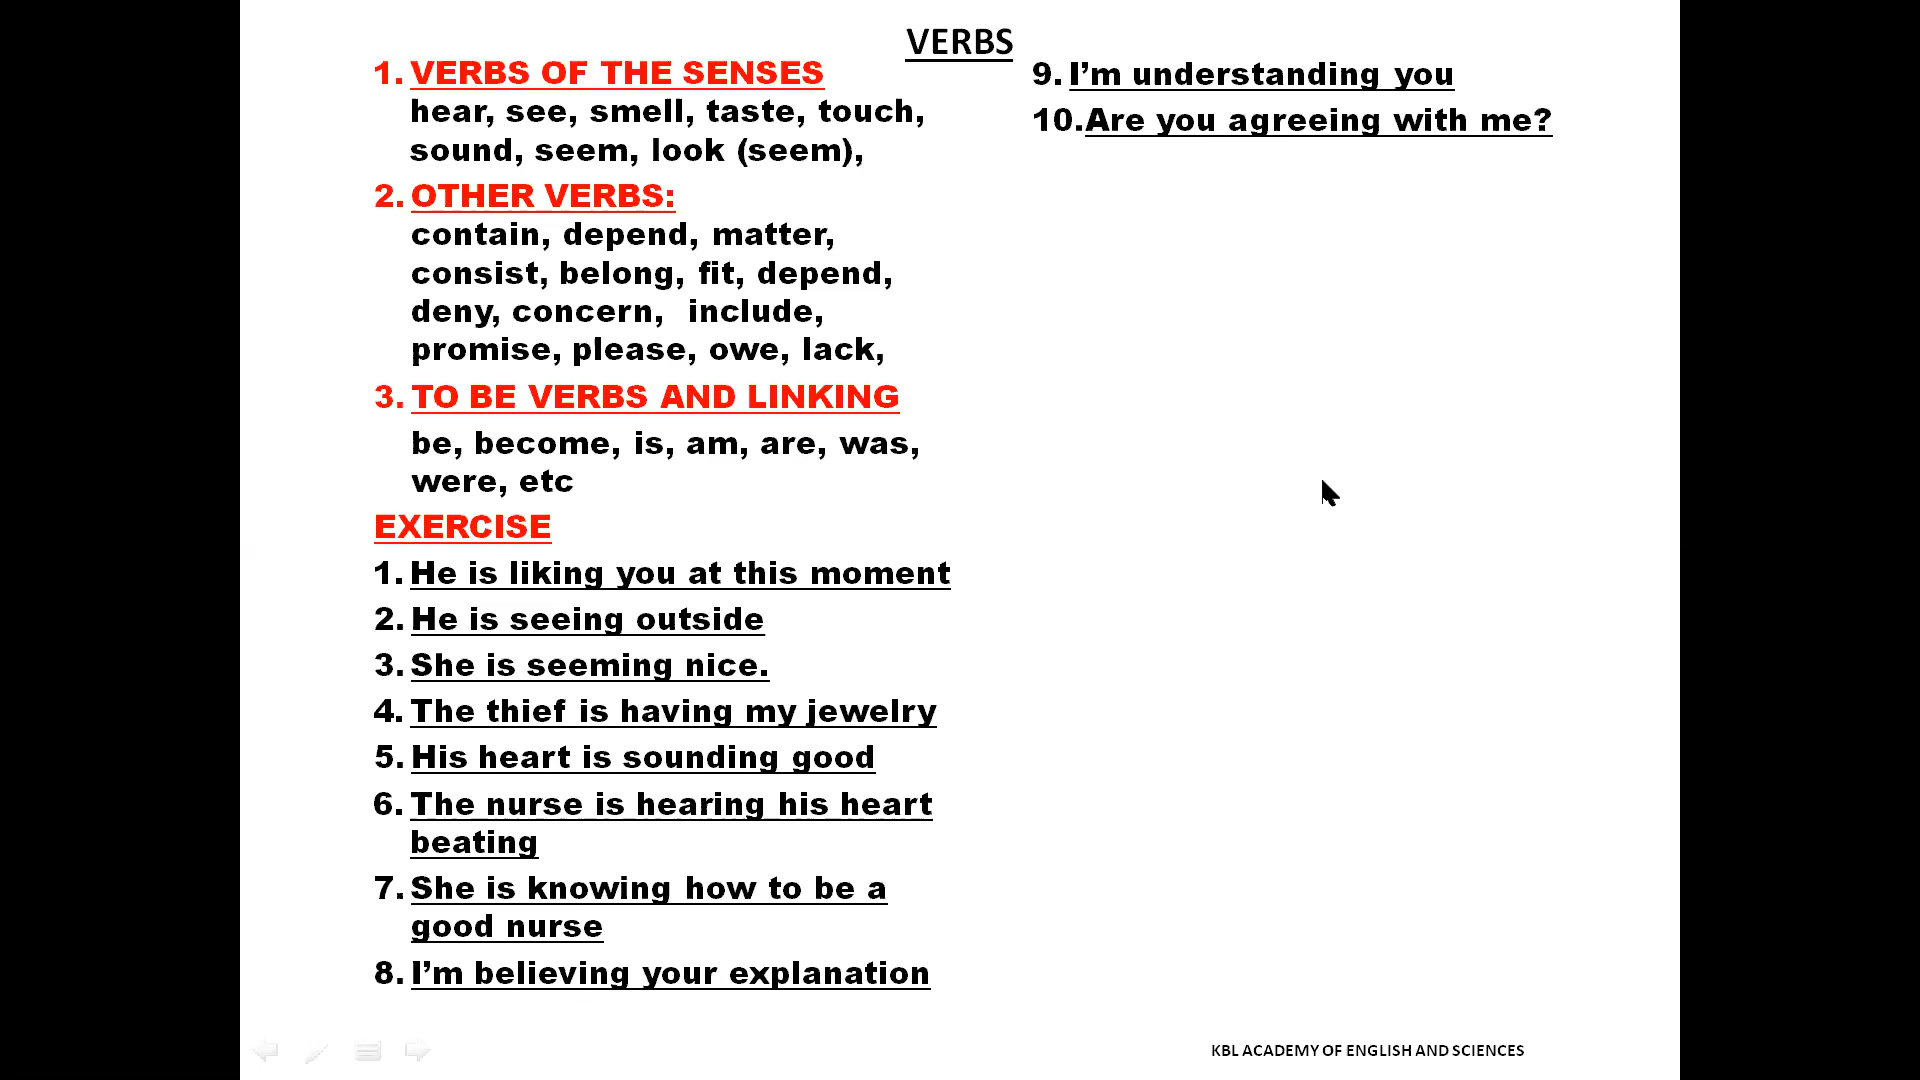 VERBS
1. VERBS OF THE SENSES
hear, see, smell, taste, touch,
sound, seem, look (seem),
2. OTHER VERBS:
contain, depend, matter,
consist, belong, fit, depend,
deny, concern, include,
promise, please, owe, lack,
3. TO BE VERBS AND LINKING
be, become, is, am, are, was,
were, etc
EXERCISE
1. He is liking you at this moment
2. He is seeing outside
3. She is seeming nice.
4. The thief is having my jewelry
5. His heart is sounding good
6. The nurse is hearing his heart
beating
7. She is knowing how to be a
good nurse
8. I’m believing your explanation
9. I’m understanding you
10. Are you agreeing with me?
KBL ACADEMY OF ENGLISH AND SCIENCES